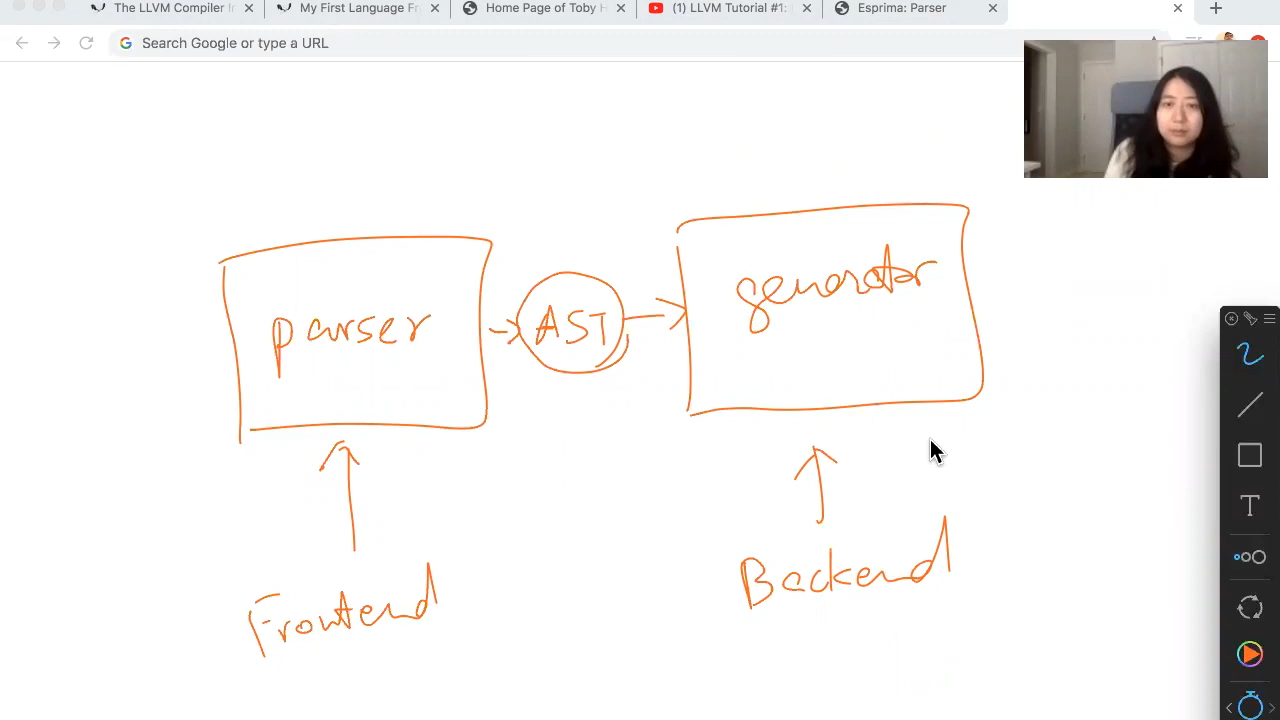 The LLVM Compiler In
My First Language Fr
Home Page of Toby H
(1) LLVM Tutorial #1:
Esprima: Parser
Search Google or type a URL
parser
AST
generator
Frontend
Backend
T